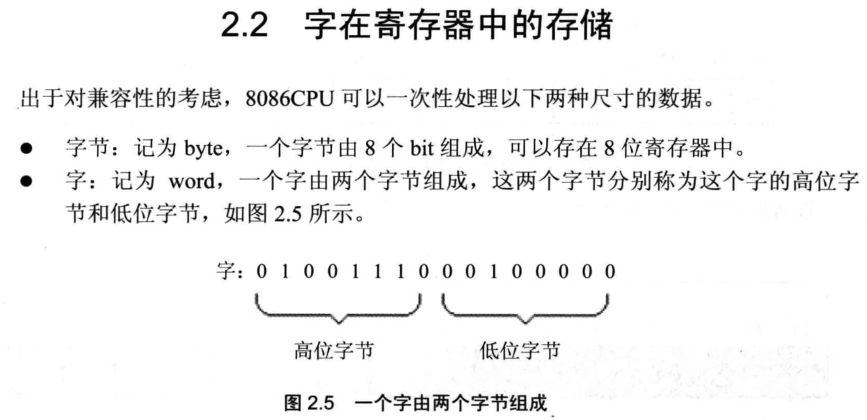 2.2 字在寄存器中的存储
出于对兼容性的考虑，8086CPU 可以一次性处理以下两种尺寸的数据。
● 字节：记为 byte，一个字节由 8 个 bit 组成，可以存在 8 位寄存器中。
● 字：记为 word，一个字由两个字节组成，这两个字节分别称为这个字的高位字
节和低位字节，如图 2.5 所示。
字：0 1 0 0 1 1 1 0 0 0 1 0 0 0 0 0
高位字节 低位字节
图 2.5 一个字由两个字节组成